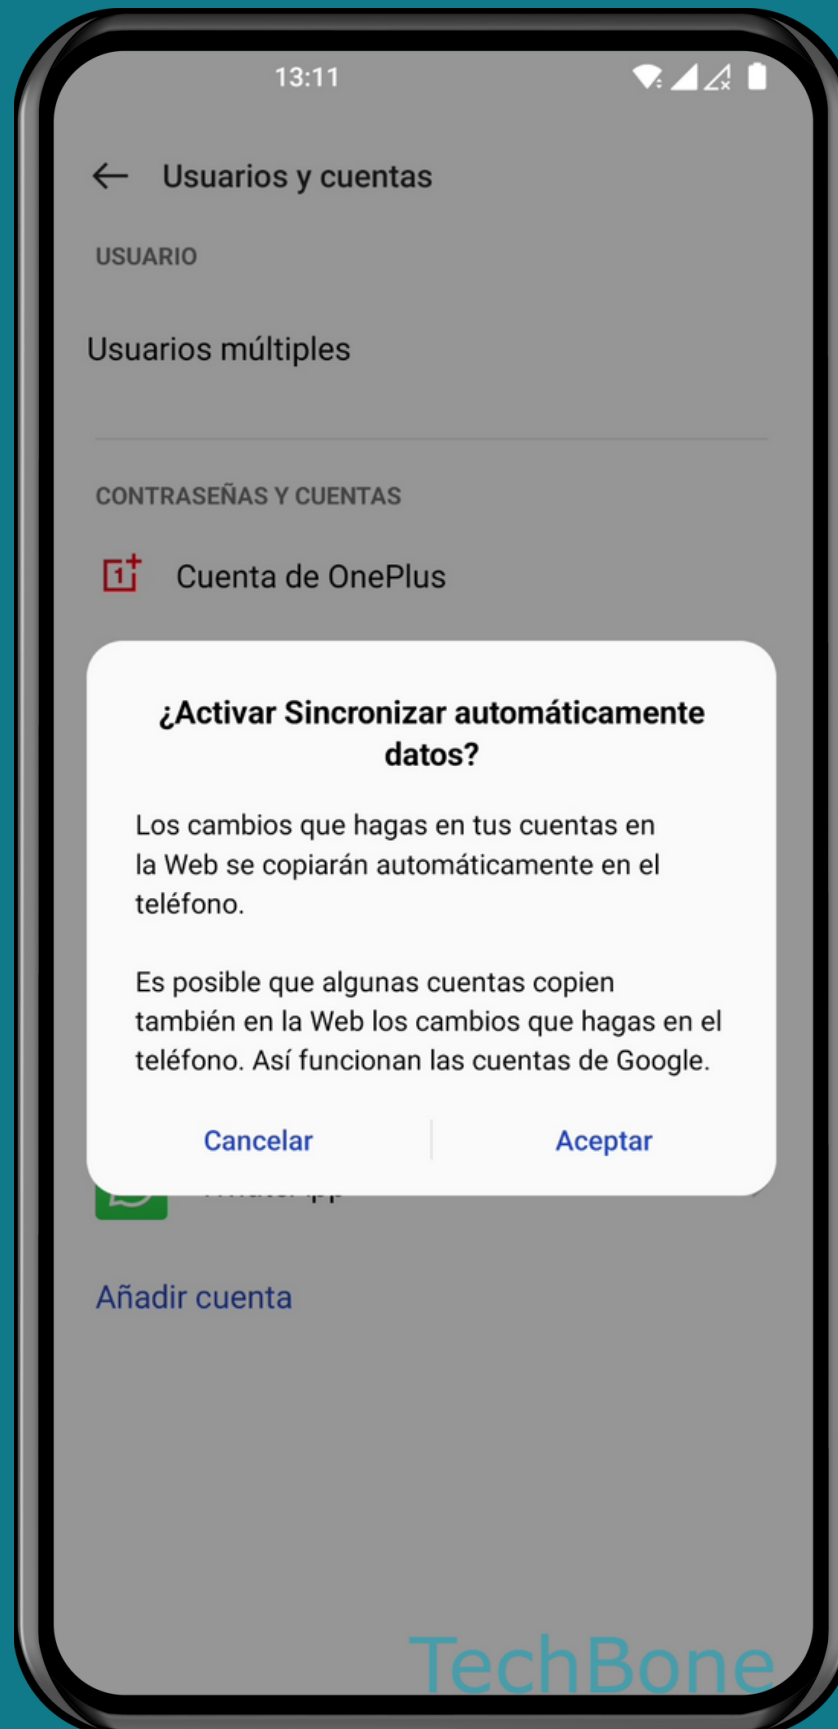 13:11
Usuarios y cuentas
USUARIO
Usuarios múltiples
CONTRASEÑAS Y CUENTAS
Cuenta de OnePlus
¿Activar Sincronizar automáticamente
datos?
Los cambios que hagas en tus cuentas en
la Web se copiarán automáticamente en el
teléfono.
Es posible que algunas cuentas copien
también en la Web los cambios que hagas en el
teléfono. Así funcionan las cuentas de Google.
Cancelar
Aceptar
Añadir cuenta
TechBone